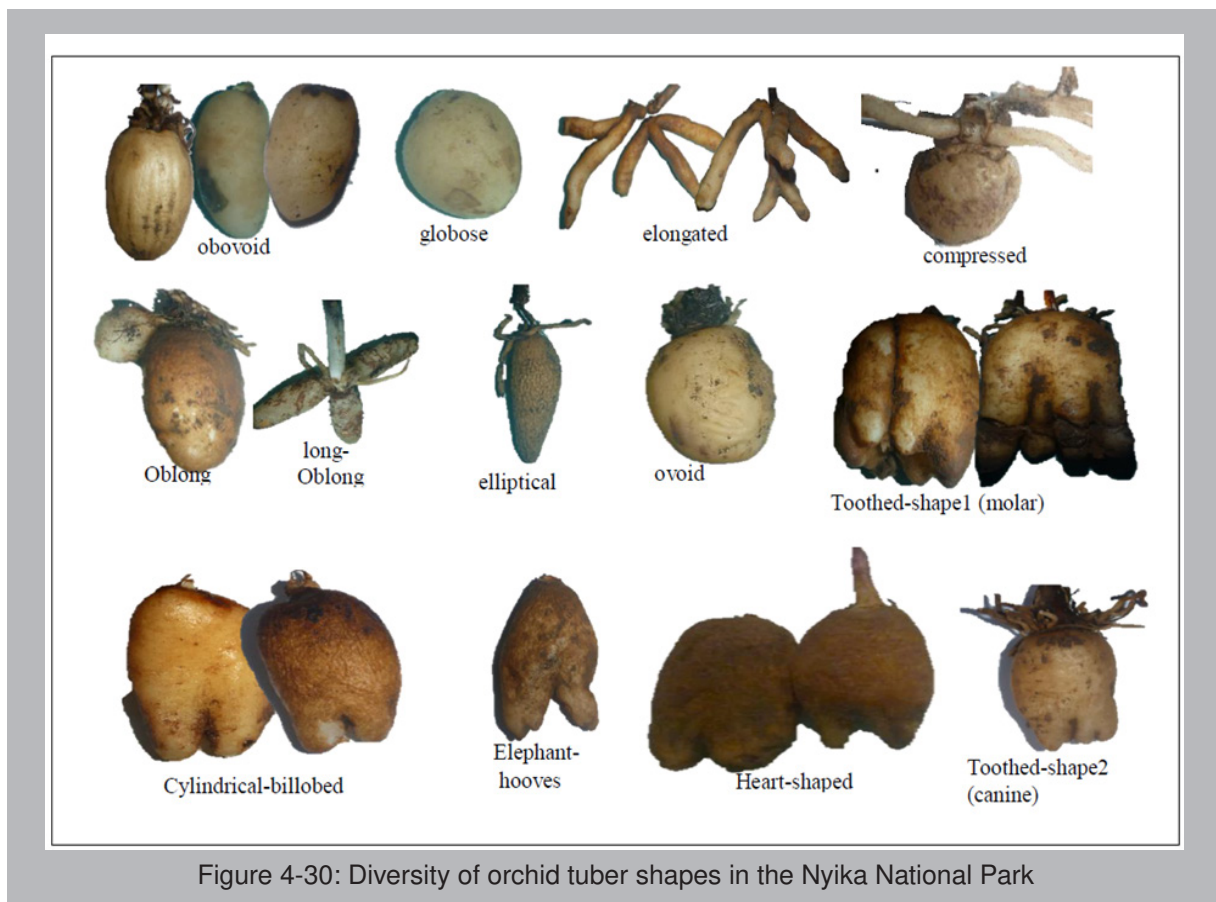 obovoid
globose
elongated
compressed
Oblong
long-
Oblong
elliptical
ovoid
Toothed-shape1 (molar)
Cylindrical-billobed
Elephant-
hooves
Heart-shaped
Toothed-shape2
(canine)
Figure 4-30: Diversity of orchid tuber shapes in the Nyika National Park